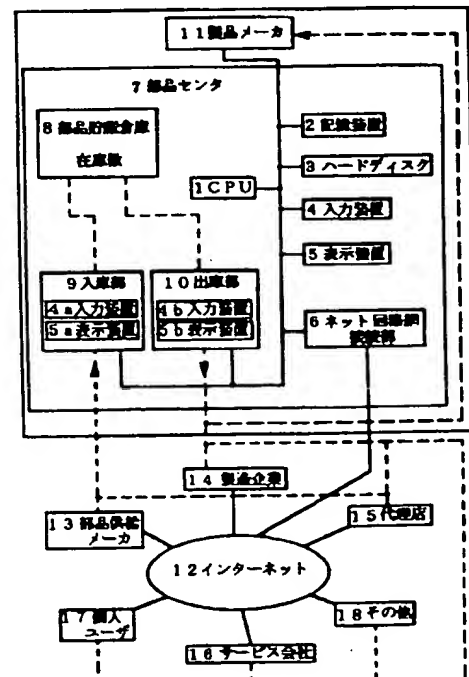 11製品メーカ
7部品センタ
8部品貯蔵倉庫
在庫数
2記憶装置
3ハードディスク
1CPU
4入力装置
5表示装置
9入庫部
4a入力装置
5a表示装置
10出庫部
4b入力装置
5b表示装置
6ネット回路網
接続部
14製造企業
13部品供給
メーカ
15代理店
12インターネット
17個人
ユーザ
18その他
16サービス会社